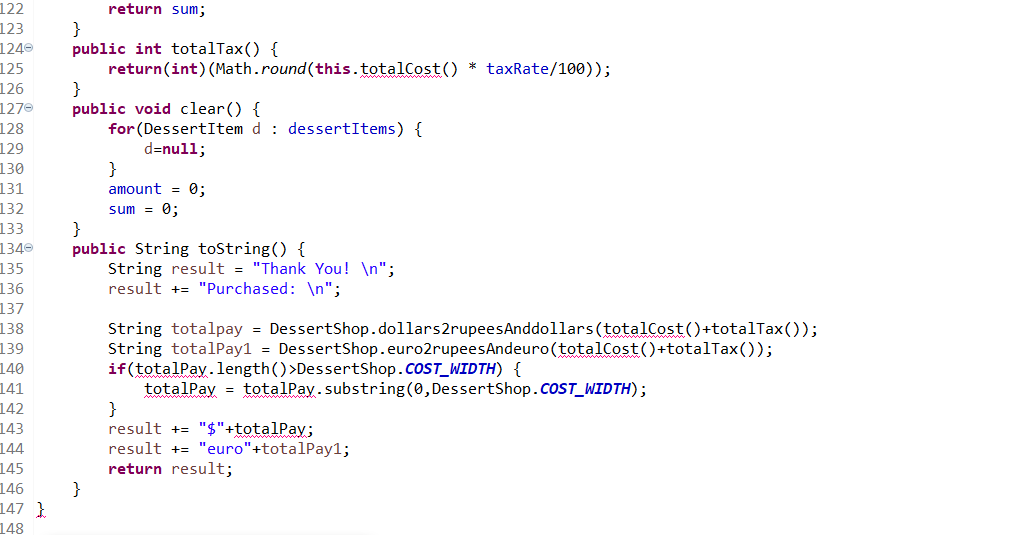 122         return sum;
123     }
124     public int totalTax() {
125         return(int)(Math.round(this.totalCost() * taxRate/100));
126     }
127     public void clear() {
128         for(DessertItem d : dessertItems) {
129             d=null;
130         }
131         amount = 0;
132         sum = 0;
133     }
134     public String toString() {
135         String result = "Thank You! \n";
136         result += "Purchased: \n";
137
138         String totalpay = DessertShop.dollars2rupeesAnddollars(totalCost()+totalTax());
139         String totalPay1 = DessertShop.euro2rupeesAndeuro(totalCost()+totalTax());
140         if(totalPay.length()>DessertShop.COST_WIDTH) {
141             totalPay = totalPay.substring(0,DessertShop.COST_WIDTH);
142         }
143         result += "$"+totalPay;
144         result += "euro"+totalPay1;
145         return result;
146     }
147 }
148